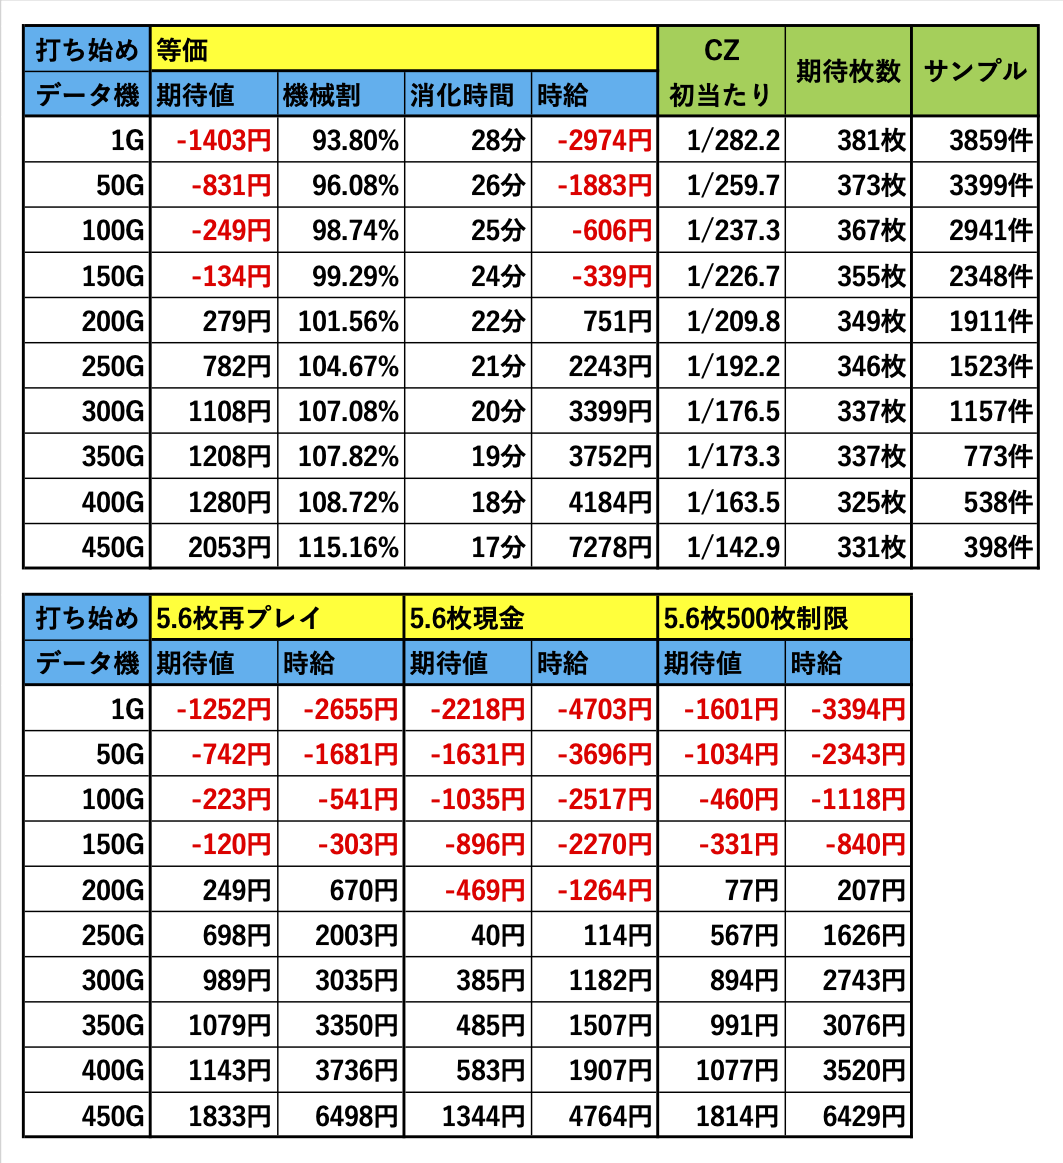 打ち始め 等価 CZ 期待枚数 サンプル
データ機 期待値 機械割 消化時間 時給 初当たり
1G -1403円 93.80% 28分 -2974円 1/282.2 381枚 3859件
50G -831円 96.08% 26分 -1883円 1/259.7 373枚 3399件
100G -249円 98.74% 25分 -606円 1/237.3 367枚 2941件
150G -134円 99.29% 24分 -339円 1/226.7 355枚 2348件
200G 279円 101.56% 22分 751円 1/209.8 349枚 1911件
250G 782円 104.67% 21分 2243円 1/192.2 346枚 1523件
300G 1108円 107.08% 20分 3399円 1/176.5 337枚 1157件
350G 1208円 107.82% 19分 3752円 1/173.3 337枚 773件
400G 1280円 108.72% 18分 4184円 1/163.5 325枚 538件
450G 2053円 115.16% 17分 7278円 1/142.9 331枚 398件
打ち始め 5.6枚再プレイ 5.6枚現金 5.6枚500枚制限
データ機 期待値 時給 期待値 時給 期待値 時給
1G -1252円 -2655円 -2218円 -4703円 -1601円 -3394円
50G -742円 -1681円 -1631円 -3696円 -1034円 -2343円
100G -223円 -541円 -1035円 -2517円 -460円 -1118円
150G -120円 -303円 -896円 -2270円 -331円 -840円
200G 249円 670円 -469円 -1264円 77円 207円
250G 698円 2003円 40円 114円 567円 1626円
300G 989円 3035円 385円 1182円 894円 2743円
350G 1079円 3350円 485円 1507円 991円 3076円
400G 1143円 3736円 583円 1907円 1077円 3520円
450G 1833円 6498円 1344円 4764円 1814円 6429円